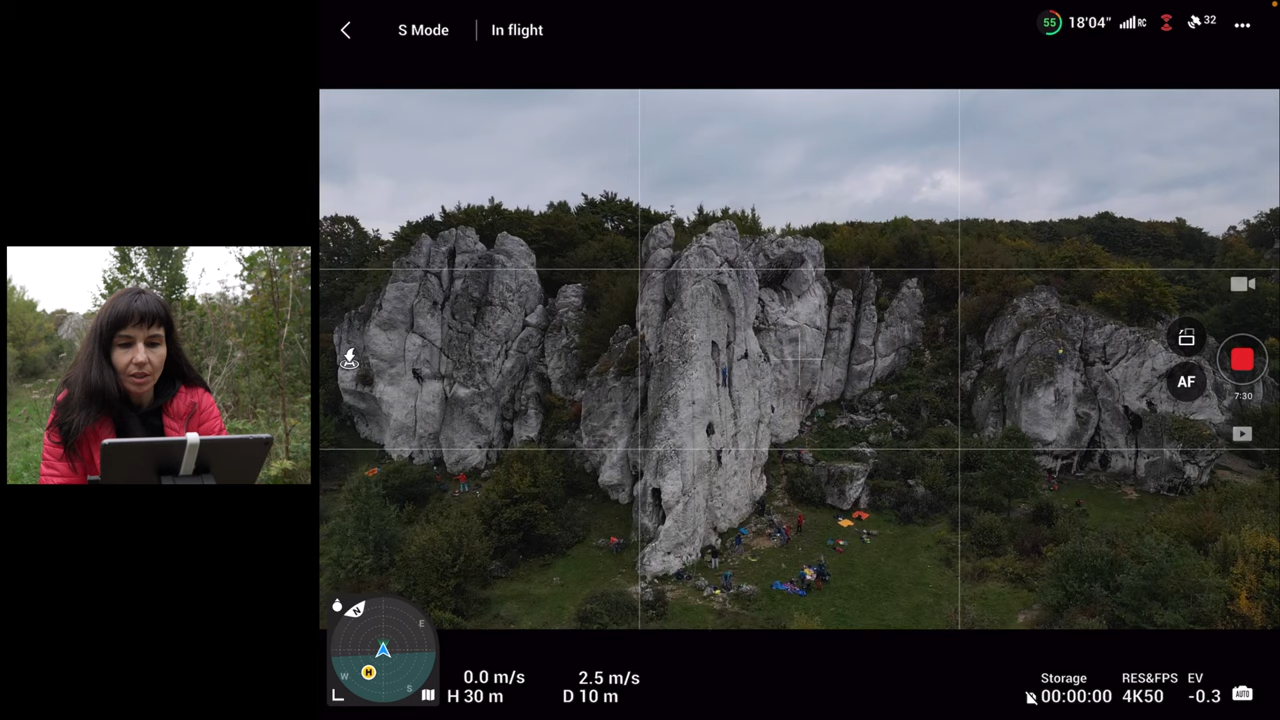 S Mode In flight
55 18'04" RC 32
AF
7:30
N
E
W
H
S
0.0 m/s 2.5 m/s
H 30 m D 10 m
Storage RES&FPS EV
00:00:00 4K50 -0.3 AUTO